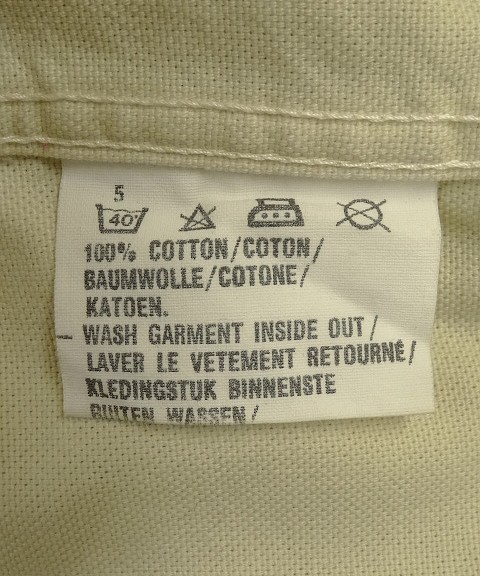 5
40°
100% COTTON/COTON/
BAUMWOLLE/COTONE/
KATOEN.
WASH GARMENT INSIDE OUT/
LAVER LE VETEMENT RETOURNÉ/
KLEDINGSTUK BINNENSTE
BUITEN WASSEN/